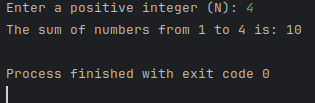 Enter a positive integer (N): 4
The sum of numbers from 1 to 4 is: 10
Process finished with exit code 0